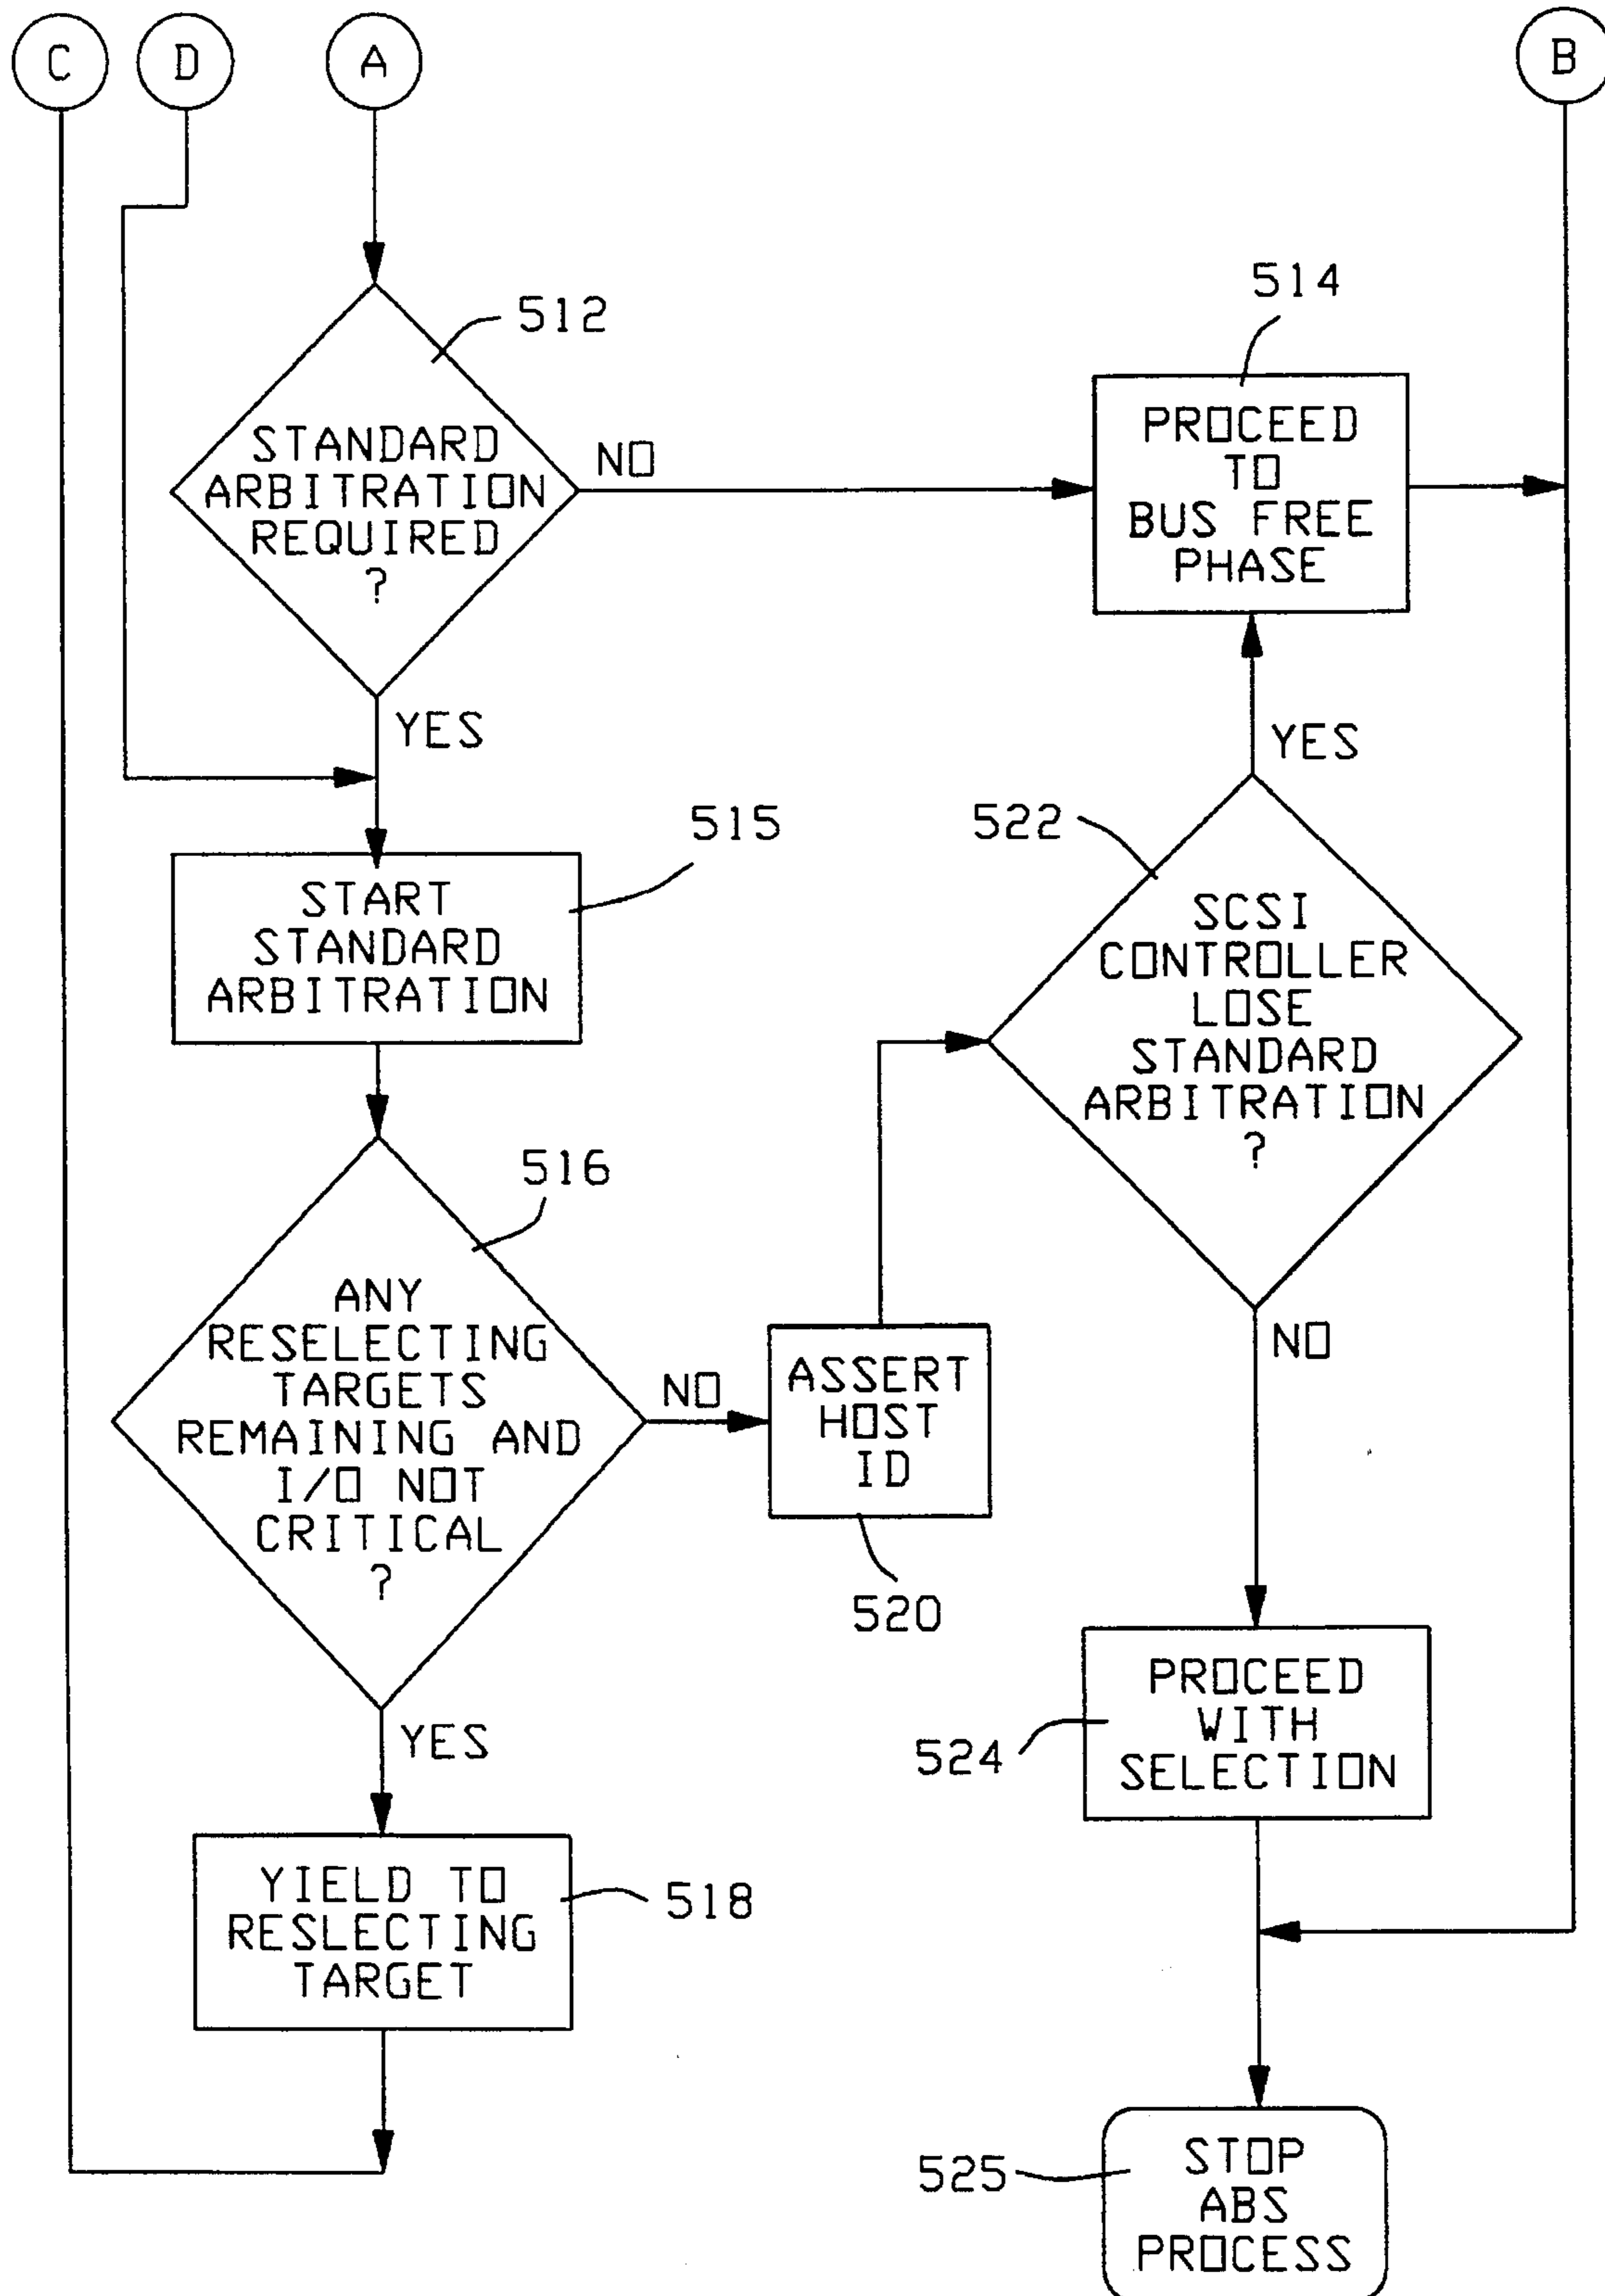 C D A B
512
514
STANDARD
ARBITRATION
REQUIRED
?
NO
PROCEED
TO
BUS FREE
PHASE
YES
YES
515
START
STANDARD
ARBITRATION
522
SCSI
CONTROLLER
LOSE
STANDARD
ARBITRATION
?
516
ANY
RESELECTING
TARGETS
REMAINING AND
I/O NOT
CRITICAL
?
NO
ASSERT
HOST
ID
520
NO
YES
PROCEED
WITH
SELECTION
524
YIELD TO
RESLECTING
TARGET
518
525
STOP
ABS
PROCESS